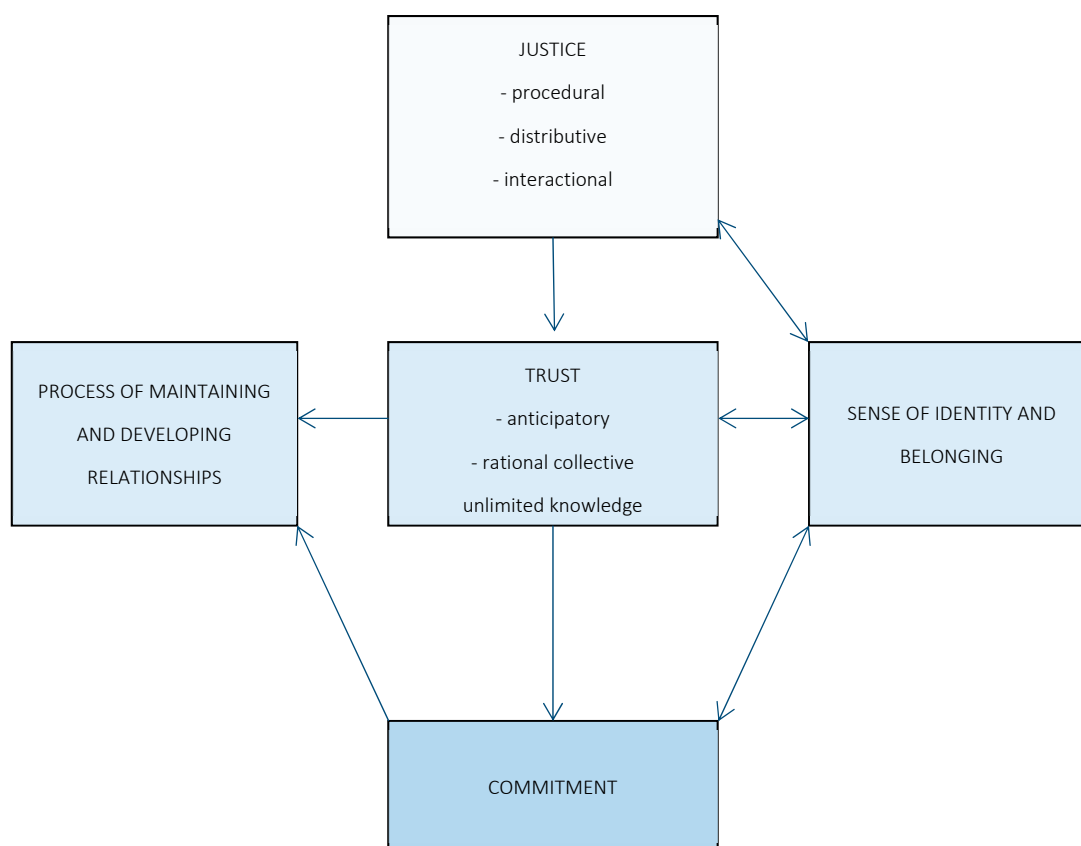 JUSTICE
- procedural
- distributive
- interactional
PROCESS OF MAINTAINING
AND DEVELOPING
RELATIONSHIPS
TRUST
- anticipatory
- rational collective
unlimited knowledge
SENSE OF IDENTITY AND
BELONGING
COMMITMENT